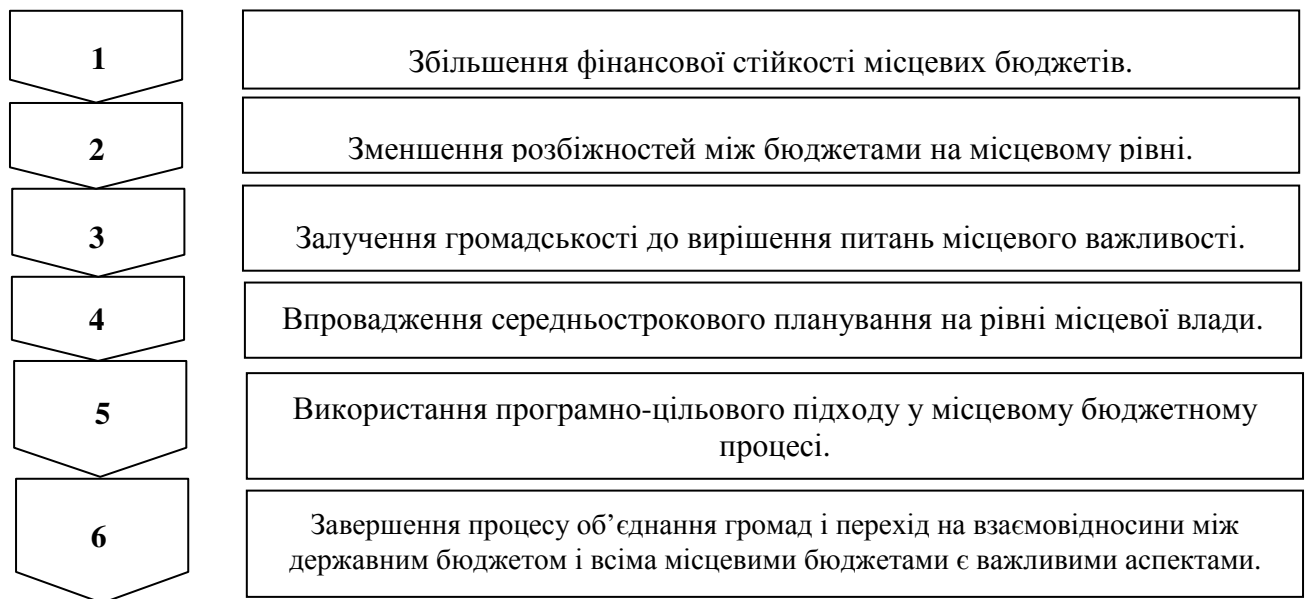 1
Збільшення фінансової стійкості місцевих бюджетів.
2
Зменшення розбіжностей між бюджетами на місцевому рівні.
3
Залучення громадськості до вирішення питань місцевого важливості.
4
Впровадження середньострокового планування на рівні місцевої влади.
5
Використання програмно-цільового підходу у місцевому бюджетному
процесі.
6
Завершення процесу об’єднання громад і перехід на взаємовідносини між
державним бюджетом і всіма місцевими бюджетами є важливими аспектами.